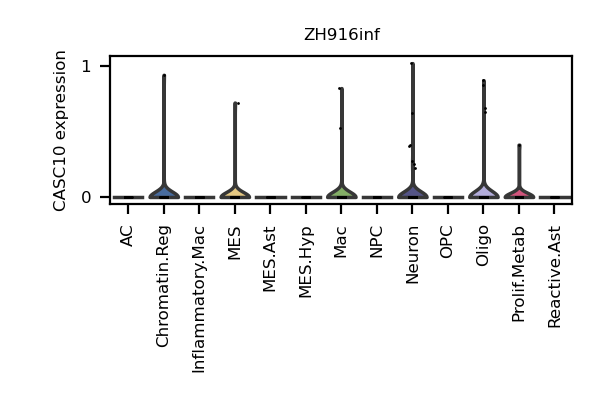 ZH916inf
CASC10 expression
1
0
AC
Chromatin.Reg
Inflammatory.Mac
MES
MES.Ast
MES.Hyp
Mac
NPC
Neuron
OPC
Oligo
Prolif.Metab
Reactive.Ast